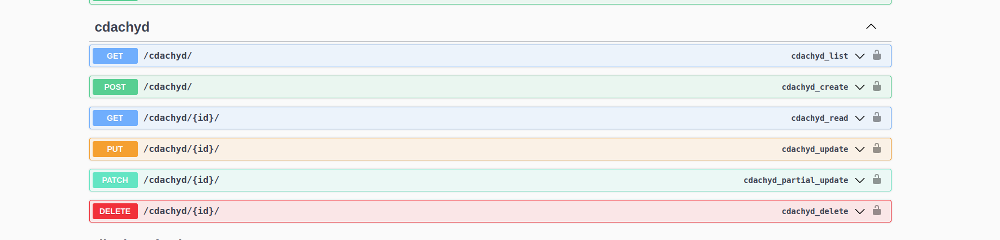 cdachyd
GET /cdachyd/ cdachyd_list
POST /cdachyd/ cdachyd_create
GET /cdachyd/{id}/ cdachyd_read
PUT /cdachyd/{id}/ cdachyd_update
PATCH /cdachyd/{id}/ cdachyd_partial_update
DELETE /cdachyd/{id}/ cdachyd_delete